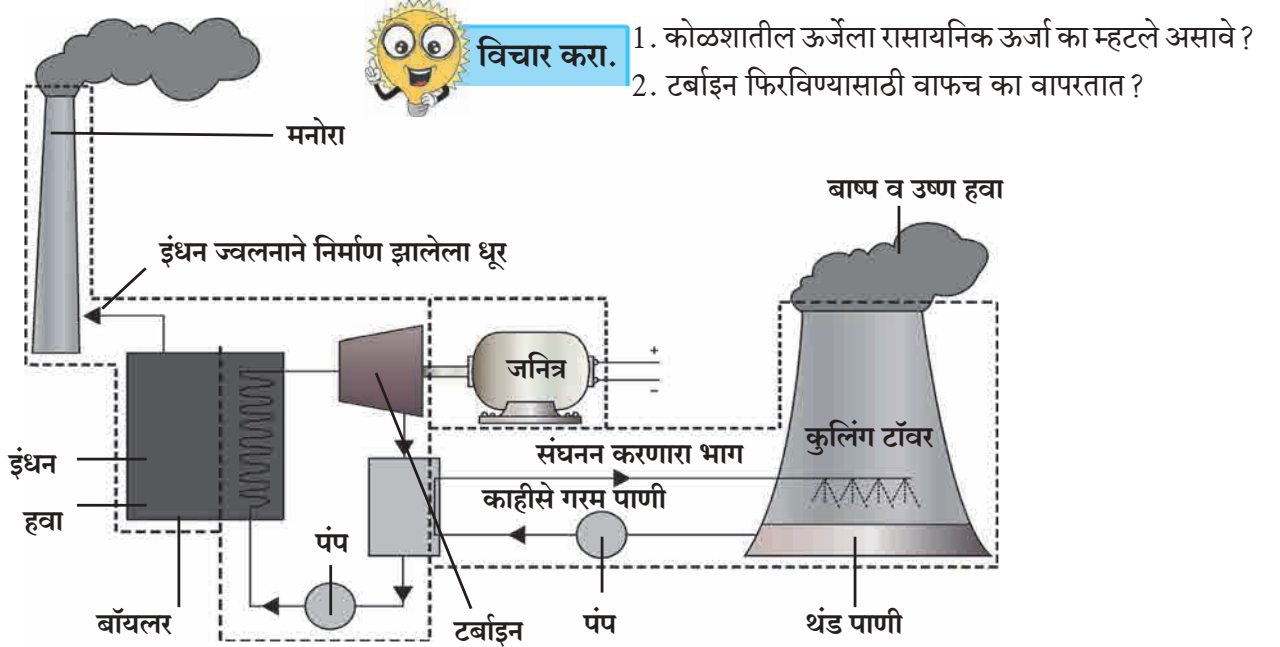 विचार करा.
1. कोळशातील ऊर्जेला रासायनिक ऊर्जा का म्हटले असावे ?
2. टर्बाइन फिरविण्यासाठी वाफच का वापरतात ?
मनोरा
बाष्प व उष्ण हवा
इंधन ज्वलनाने निर्माण झालेला धूर
जनित्र
+
−
कुलिंग टॉवर
संघनन करणारा भाग
इंधन
काहीसे गरम पाणी
हवा
पंप
बॉयलर
टर्बाइन
पंप
थंड पाणी